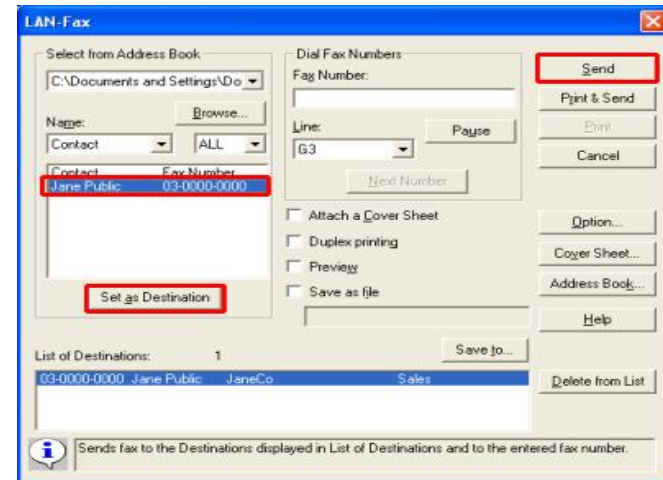 LAN-Fax
Select from Address Book
C:\Documents and Settings\Do
Name:
Browse...
Contact
ALL
Contact Fax Number
Jane Public 03-0000-0000
Set as Destination
Dial Fax Numbers
Fax Number:
Line:
Pause
G3
Next Number
Attach a Cover Sheet
Duplex printing
Preview
Save as file
Send
Print & Send
Print
Cancel
Option...
Cover Sheet...
Address Book...
Help
List of Destinations: 1
Save to...
03-0000-0000 Jane Public JaneCo Sales
Delete from List
Sends fax to the Destinations displayed in List of Destinations and to the entered fax number.